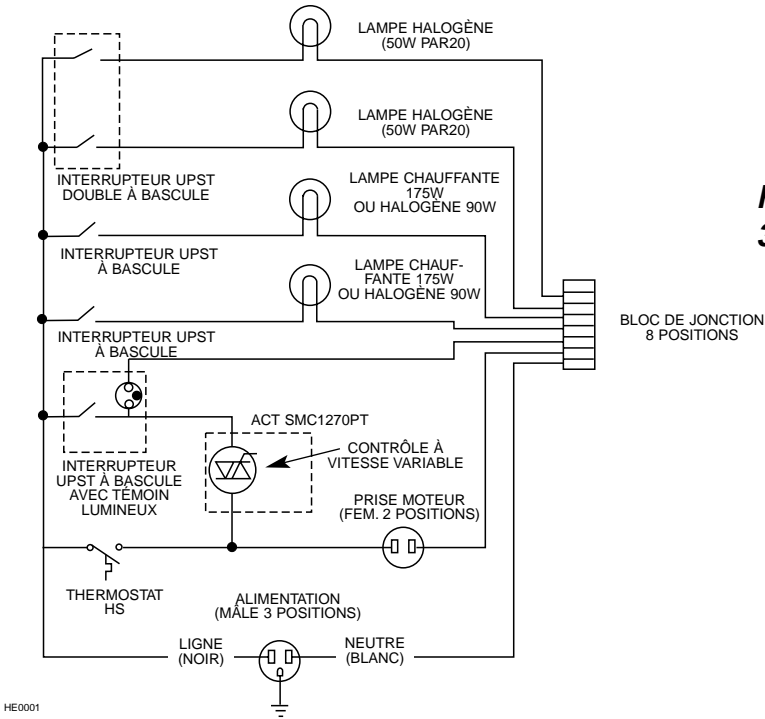 LAMPE HALOGÈNE
(50W PAR20)
LAMPE HALOGÈNE
(50W PAR20)
INTERRUPTEUR UPST
DOUBLE À BASCULE
LAMPE CHAUFFANTE
175W
OU HALOGÈNE 90W
INTERRUPTEUR UPST
À BASCULE
LAMPE CHAUF-
FANTE 175W
OU HALOGÈNE 90W
BLOC DE JONCTION
8 POSITIONS
INTERRUPTEUR UPST
À BASCULE
ACT SMC1270PT
CONTRÔLE À
VITESSE VARIABLE
INTERRUPTEUR
UPST À BASCULE
AVEC TÉMOIN
LUMINEUX
PRISE MOTEUR
(FEM. 2 POSITIONS)
THERMOSTAT
HS
ALIMENTATION
(MÂLE 3 POSITIONS)
LIGNE
(NOIR)
NEUTRE
(BLANC)
HE0001